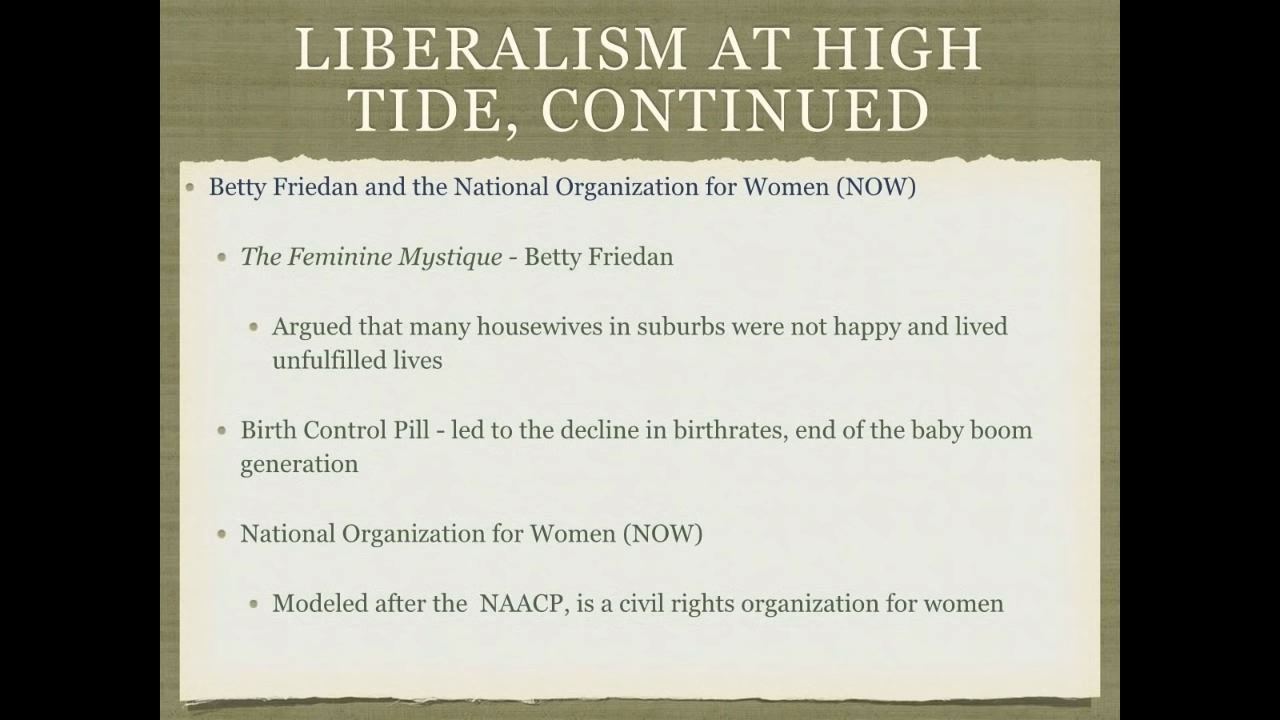 LIBERALISM AT HIGH
TIDE, CONTINUED
• Betty Friedan and the National Organization for Women (NOW)
• The Feminine Mystique - Betty Friedan
• Argued that many housewives in suburbs were not happy and lived
unfulfilled lives
• Birth Control Pill - led to the decline in birthrates, end of the baby boom
generation
• National Organization for Women (NOW)
• Modeled after the  NAACP, is a civil rights organization for women